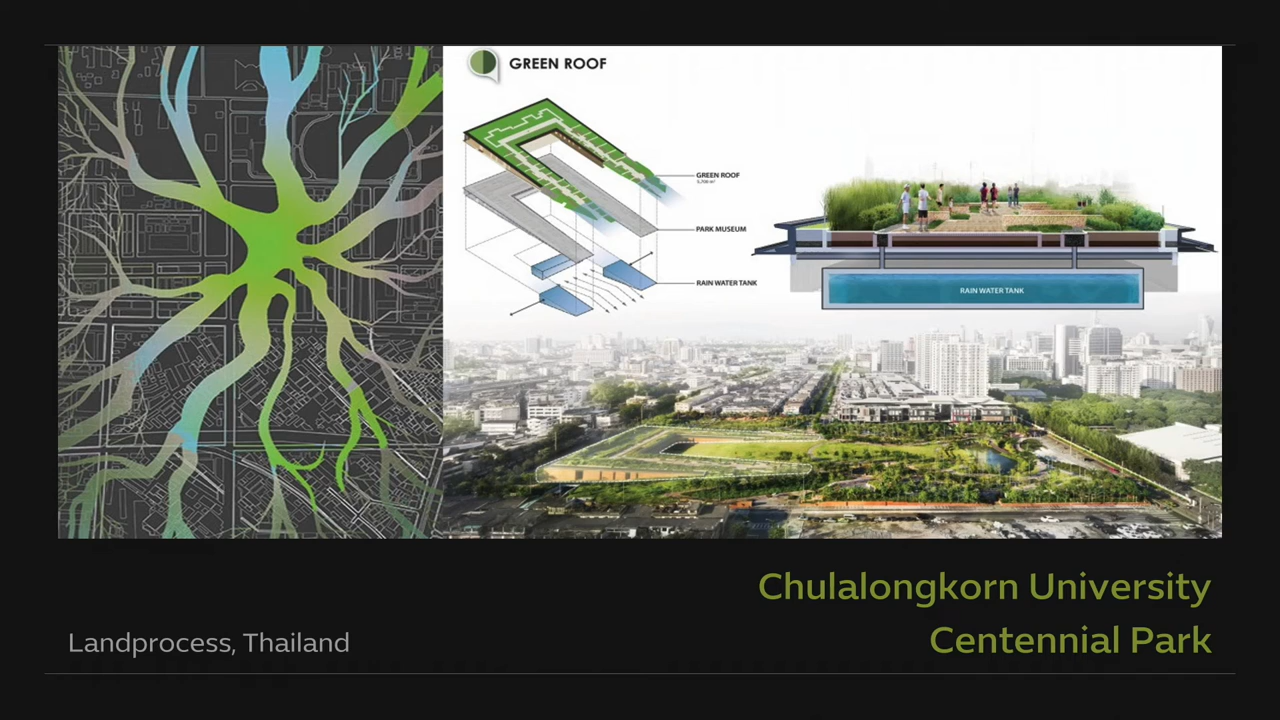 GREEN ROOF
GREEN ROOF
PARK MUSEUM
RAIN WATER TANK
RAIN WATER TANK
Chulalongkorn University
Centennial Park
Landprocess, Thailand